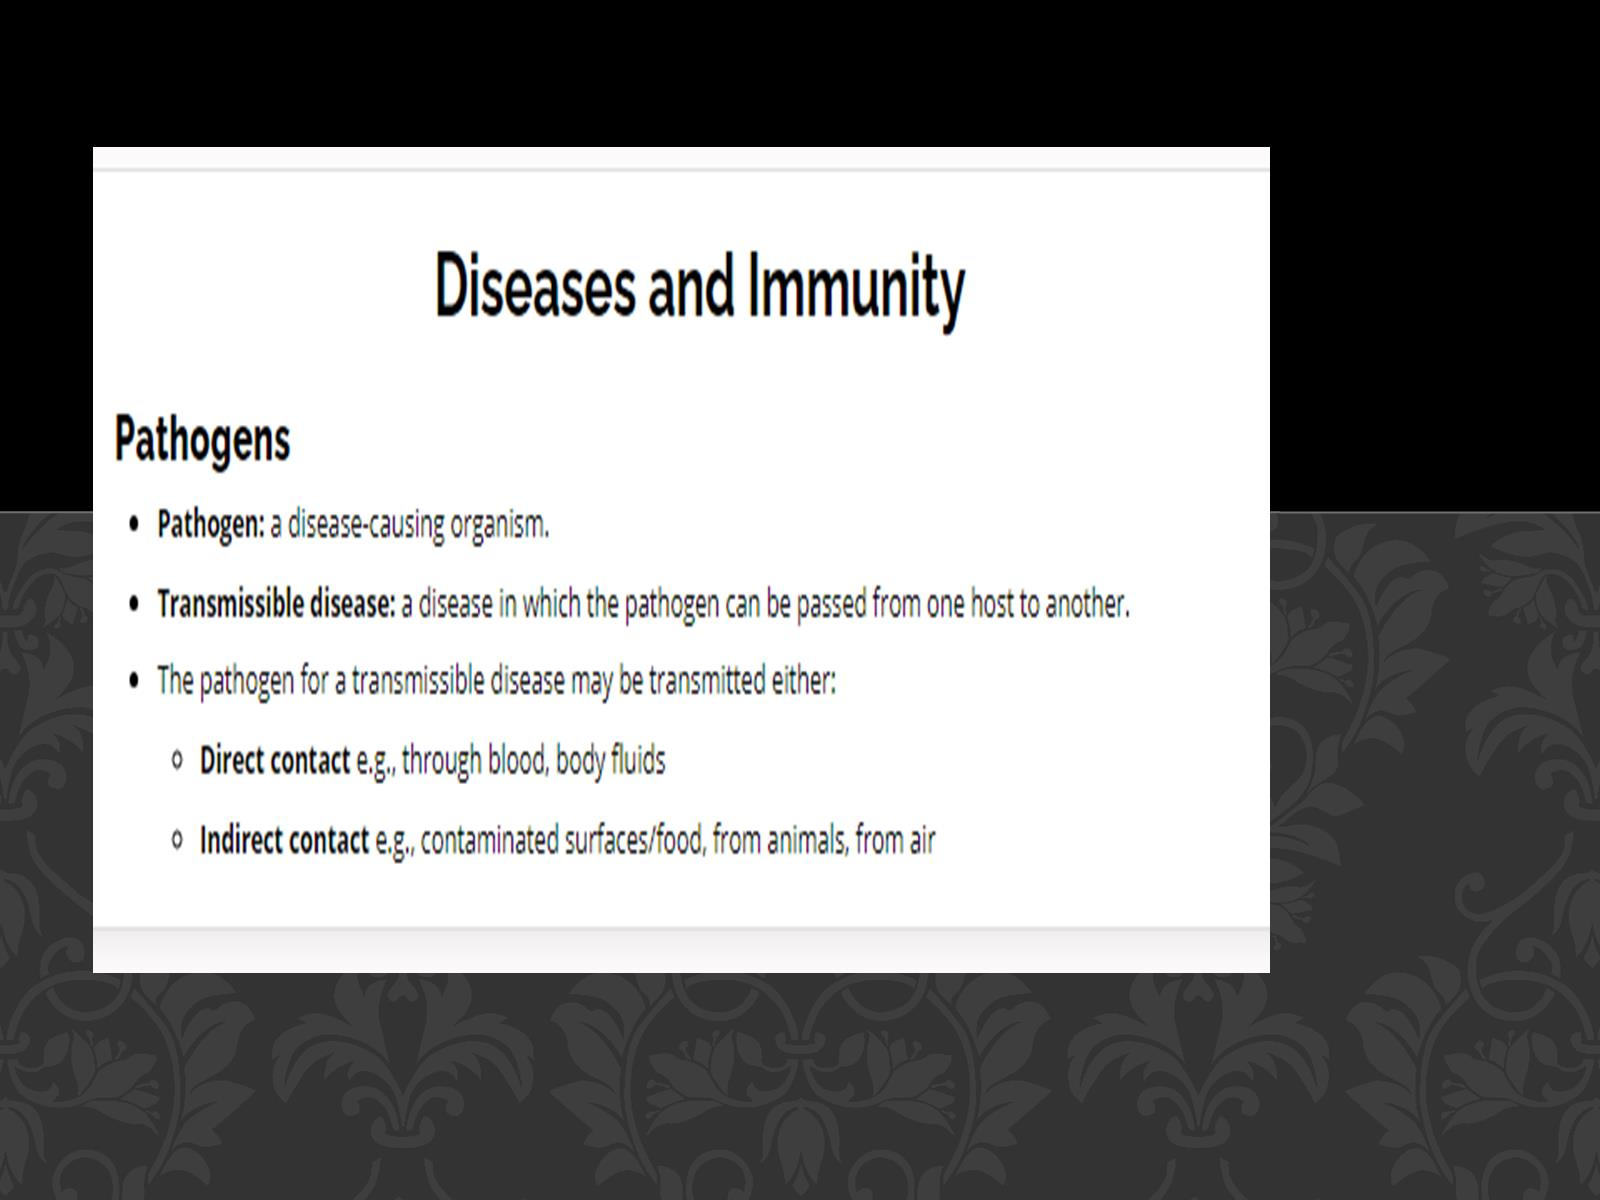 Diseases and Immunity
Pathogens
• Pathogen: a disease-causing organism.
• Transmissible disease: a disease in which the pathogen can be passed from one host to another.
• The pathogen for a transmissible disease may be transmitted either:
◦ Direct contact e.g., through blood, body fluids
◦ Indirect contact e.g., contaminated surfaces/food, from animals, from air